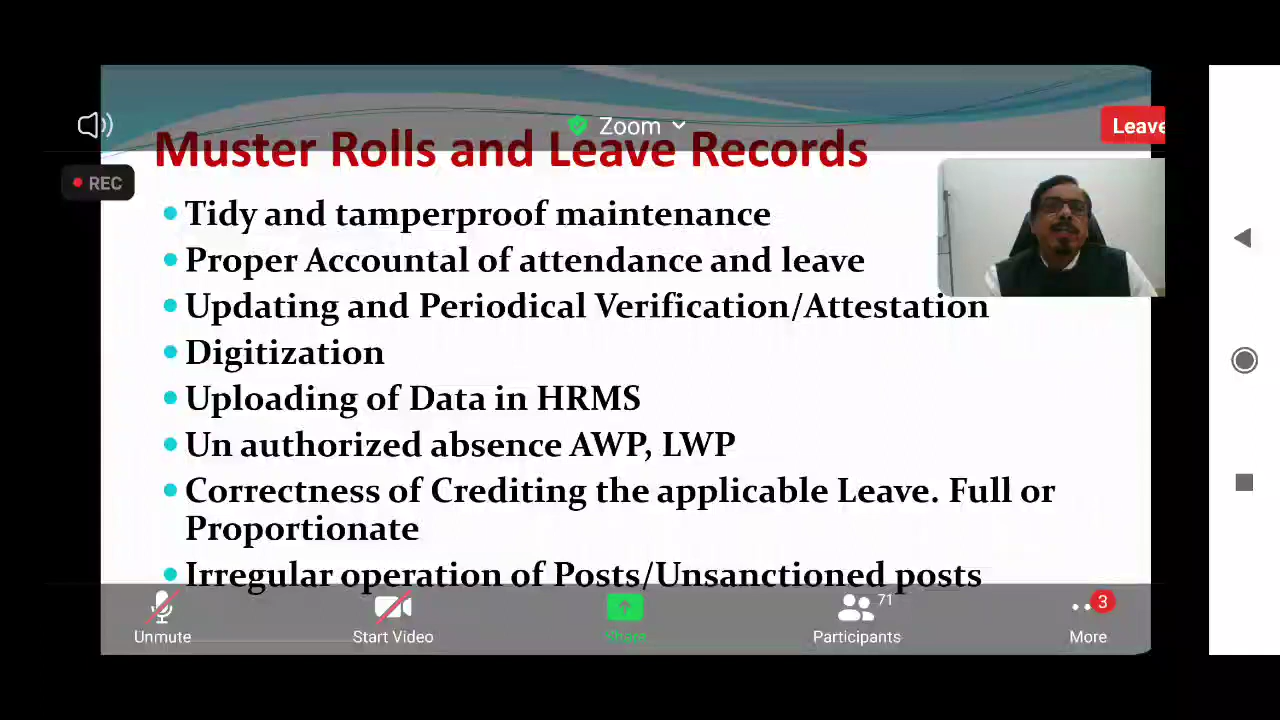 Zoom
Leave
REC
Muster Rolls and Leave Records
Tidy and tamperproof maintenance
Proper Accountal of attendance and leave
Updating and Periodical Verification/Attestation
Digitization
Uploading of Data in HRMS
Un authorized absence AWP, LWP
Correctness of Crediting the applicable Leave. Full or
Proportionate
Irregular operation of Posts/Unsanctioned posts
71
3
Unmute
Start Video
Share
Participants
More